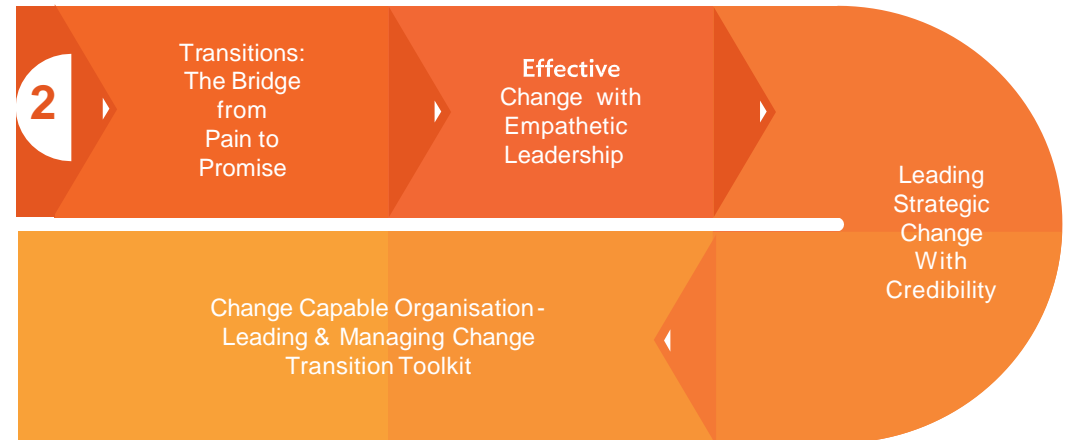 2
Transitions:
The Bridge
from
Pain to
Promise
Effective
Change with
Empathetic
Leadership
Leading
Strategic
Change
With
Credibility
Change Capable Organisation-
Leading & Managing Change
Transition Toolkit